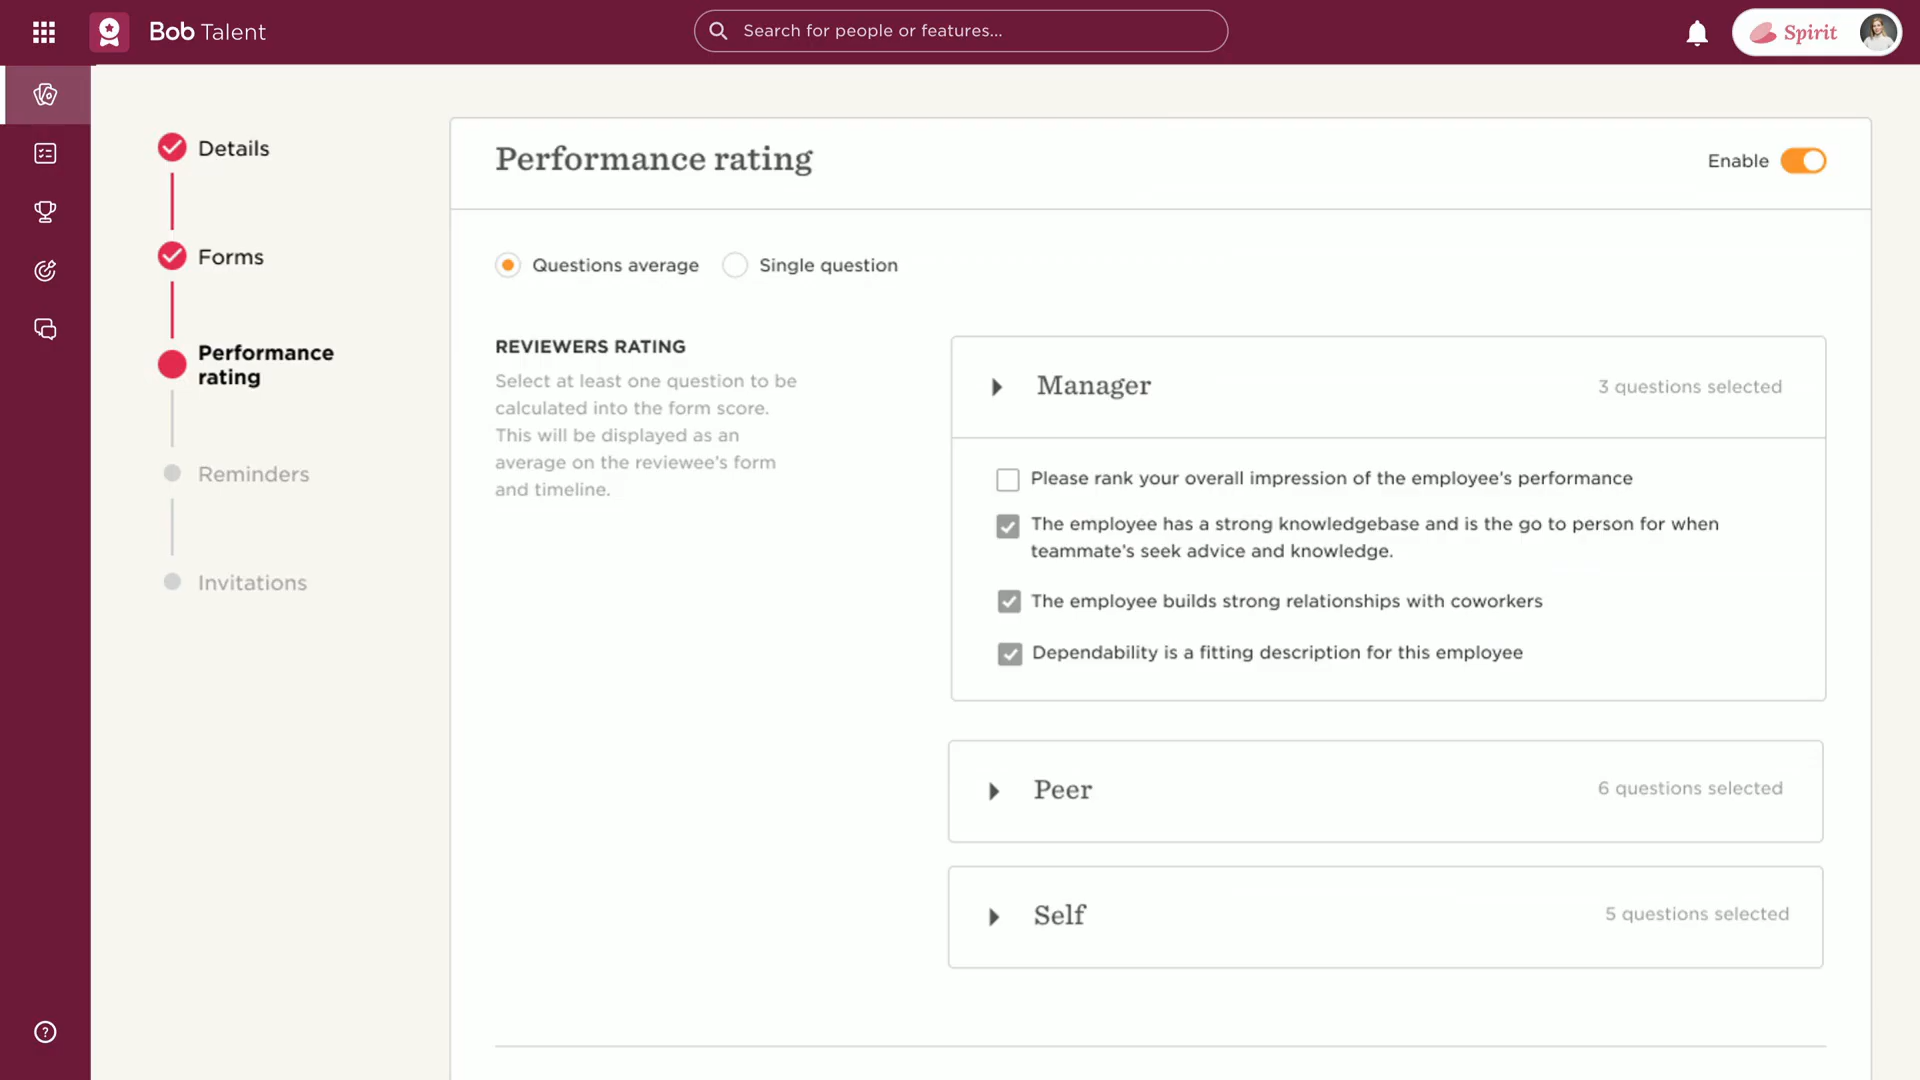 Bob Talent
Search for people or features...
Spirit
Details
Forms
Performance
rating
Reminders
Invitations
Performance rating
Enable
Questions average
Single question
REVIEWERS RATING
Select at least one question to be
calculated into the form score.
This will be displayed as an
average on the reviewee's form
and timeline.
Manager
3 questions selected
Please rank your overall impression of the employee's performance
The employee has a strong knowledgebase and is the go to person for when
teammate's seek advice and knowledge.
The employee builds strong relationships with coworkers
Dependability is a fitting description for this employee
Peer
6 questions selected
Self
5 questions selected